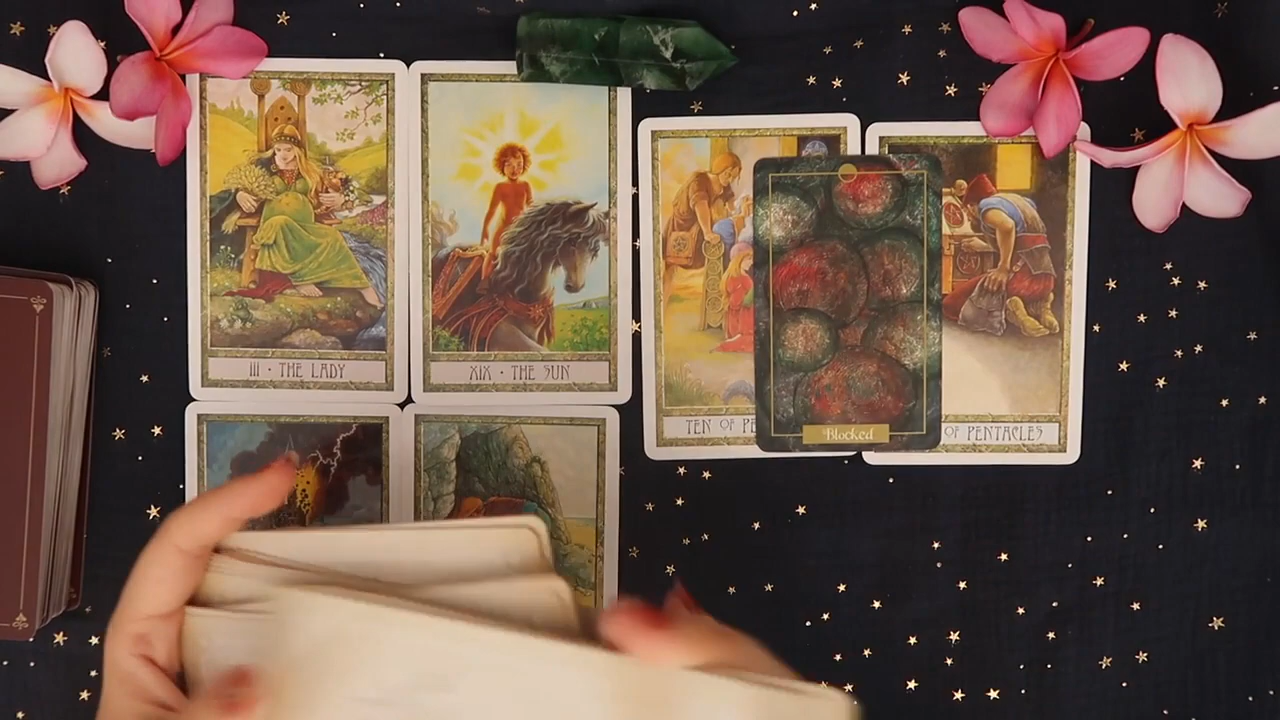 III • THE LADY
XIX • THE SUN
TEN OF PE
Blocked
OF PENTACLES